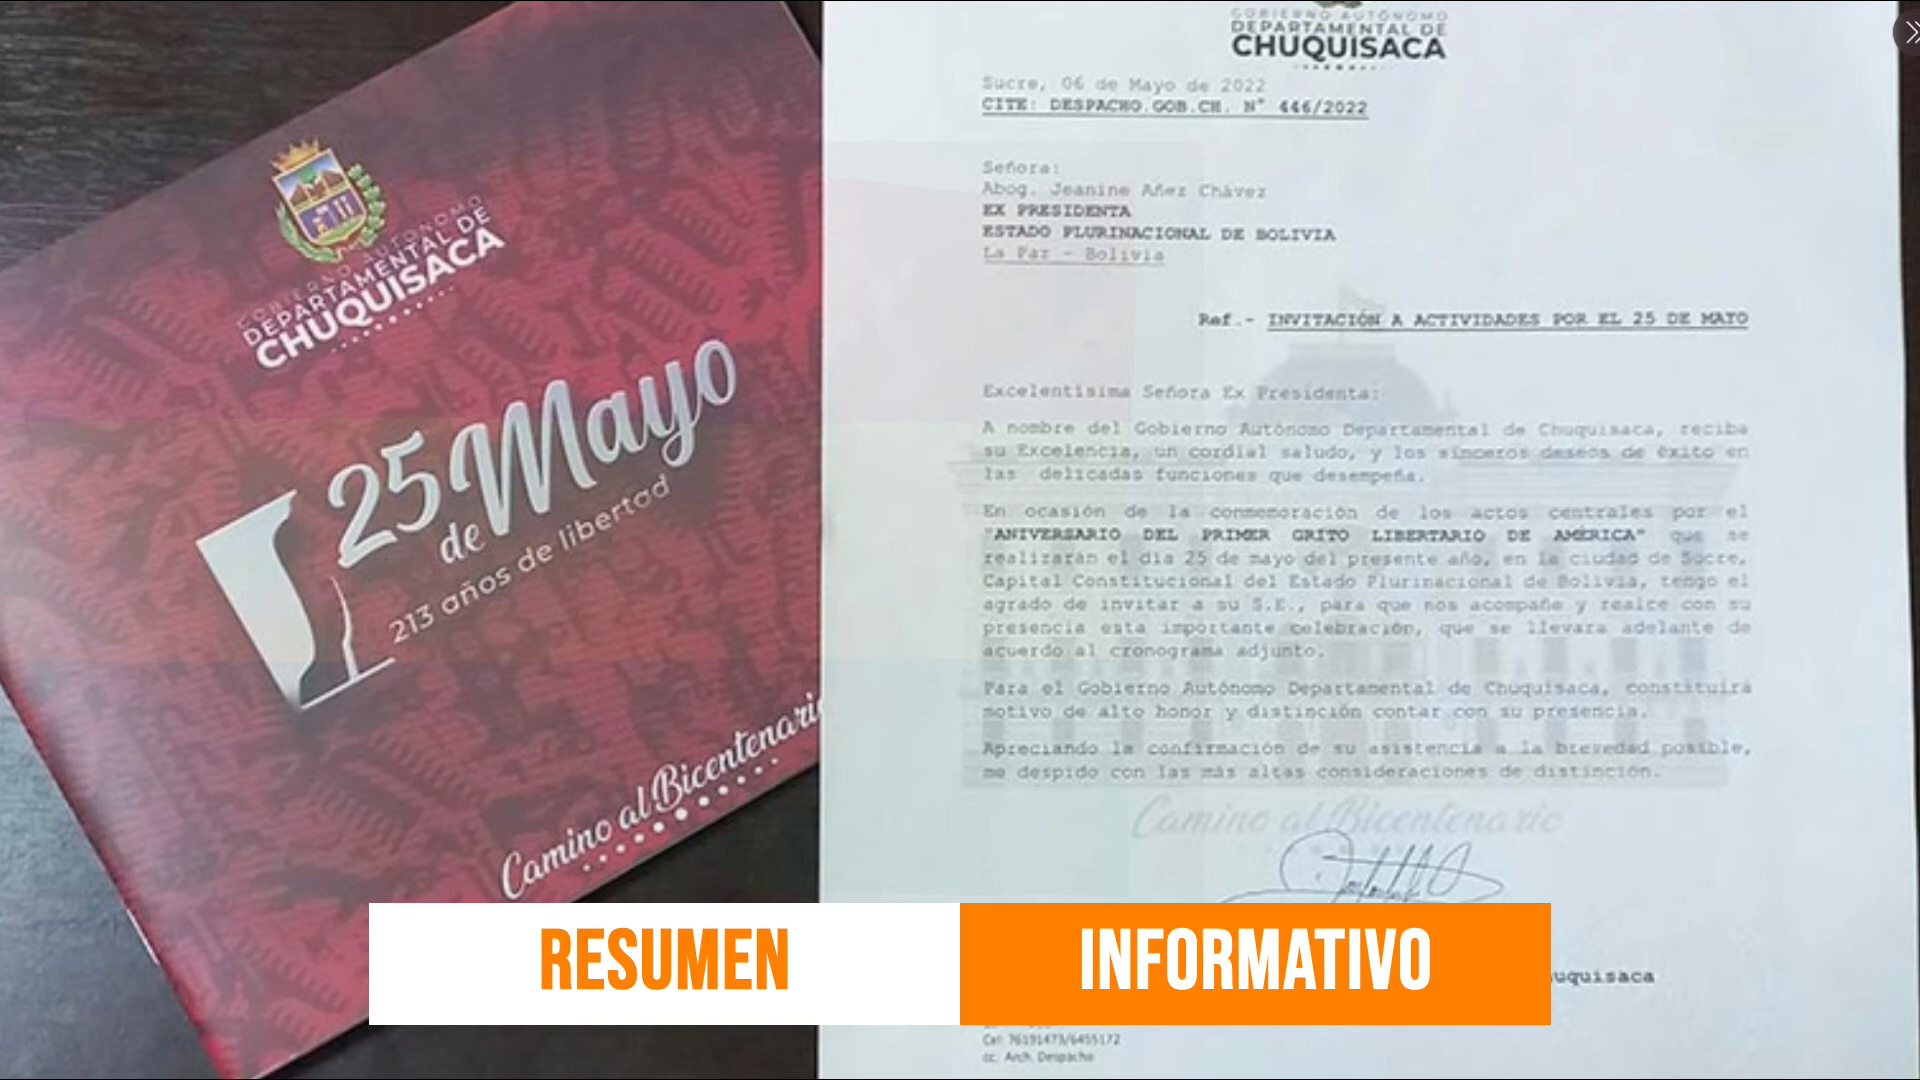 GOBIERNO AUTÓNOMO
DEPARTAMENTAL DE
CHUQUISACA
25 de Mayo
213 años de libertad
Camino al Bicentenario
GOBIERNO AUTÓNOMO
DEPARTAMENTAL DE
CHUQUISACA
Sucre, 06 de Mayo de 2022
CITE: DESPACHO.GOB.CH. N° 446/2022
Señora:
Abog. Jeanine Añez Chávez
EX PRESIDENTA
ESTADO PLURINACIONAL DE BOLIVIA
La Paz - Bolivia
Ref.- INVITACIÓN A ACTIVIDADES POR EL 25 DE MAYO
Excelentísima Señora Ex Presidenta:
A nombre del Gobierno Autónomo Departamental de Chuquisaca, reciba
su Excelencia, un cordial saludo, y los sinceros deseos de éxito en
las delicadas funciones que desempeña.
En ocasión de la conmemoración de los actos centrales por el
"ANIVERSARIO DEL PRIMER GRITO LIBERTARIO DE AMÉRICA" que se
realizarán el día 25 de mayo del presente año, en la ciudad de Sucre,
Capital Constitucional del Estado Plurinacional de Bolivia, tengo el
agrado de invitar a su S.E., para que nos acompañe y realce con su
presencia esta importante celebración, que se llevara adelante de
acuerdo al cronograma adjunto.
Para el Gobierno Autónomo Departamental de Chuquisaca, constituirá
motivo de alto honor y distinción contar con su presencia.
Apreciando la confirmación de su asistencia a la brevedad posible,
me despido con las más altas consideraciones de distinción.
Camino al Bicentenario
uquisaca
RESUMEN INFORMATIVO
Cel: 76191473/6455172
cc. Arch. Despacho